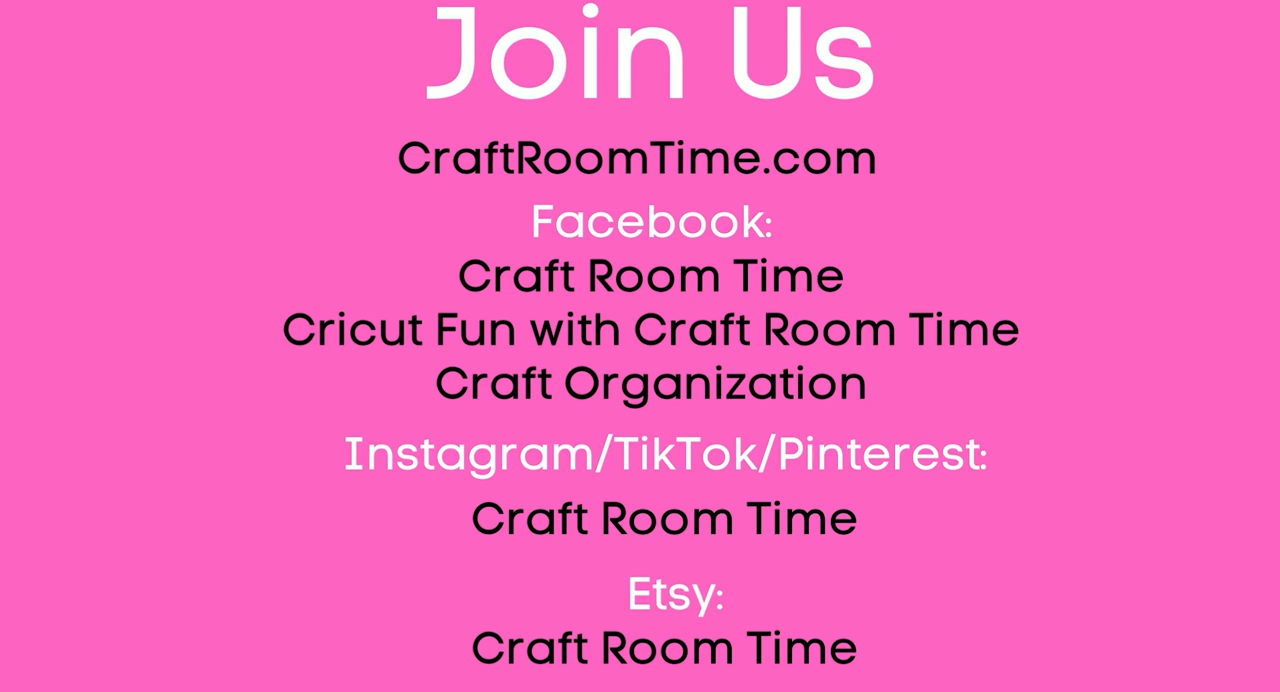 Join Us
CraftRoomTime.com
Facebook:
Craft Room Time
Cricut Fun with Craft Room Time
Craft Organization
Instagram/TikTok/Pinterest:
Craft Room Time
Etsy:
Craft Room Time